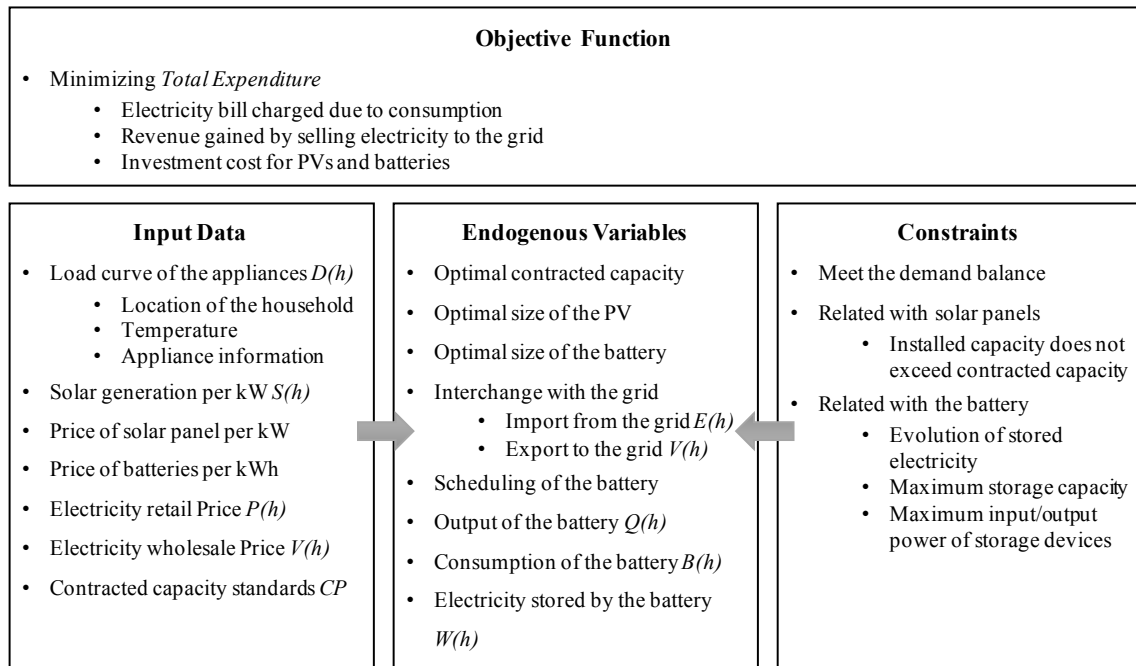 Objective Function
• Minimizing Total Expenditure
• Electricity bill charged due to consumption
• Revenue gained by selling electricity to the grid
• Investment cost for PVs and batteries
Input Data
• Load curve of the appliances D(h)
• Location of the household
• Temperature
• Appliance information
• Solar generation per kW S(h)
• Price of solar panel per kW
• Price of batteries per kWh
• Electricity retail Price P(h)
• Electricity wholesale Price V(h)
• Contracted capacity standards CP
Endogenous Variables
• Optimal contracted capacity
• Optimal size of the PV
• Optimal size of the battery
• Interchange with the grid
• Import from the grid E(h)
• Export to the grid V(h)
• Scheduling of the battery
• Output of the battery Q(h)
• Consumption of the battery B(h)
• Electricity stored by the battery
W(h)
Constraints
• Meet the demand balance
• Related with solar panels
• Installed capacity does not
exceed contracted capacity
• Related with the battery
• Evolution of stored
electricity
• Maximum storage capacity
• Maximum input/output
power of storage devices